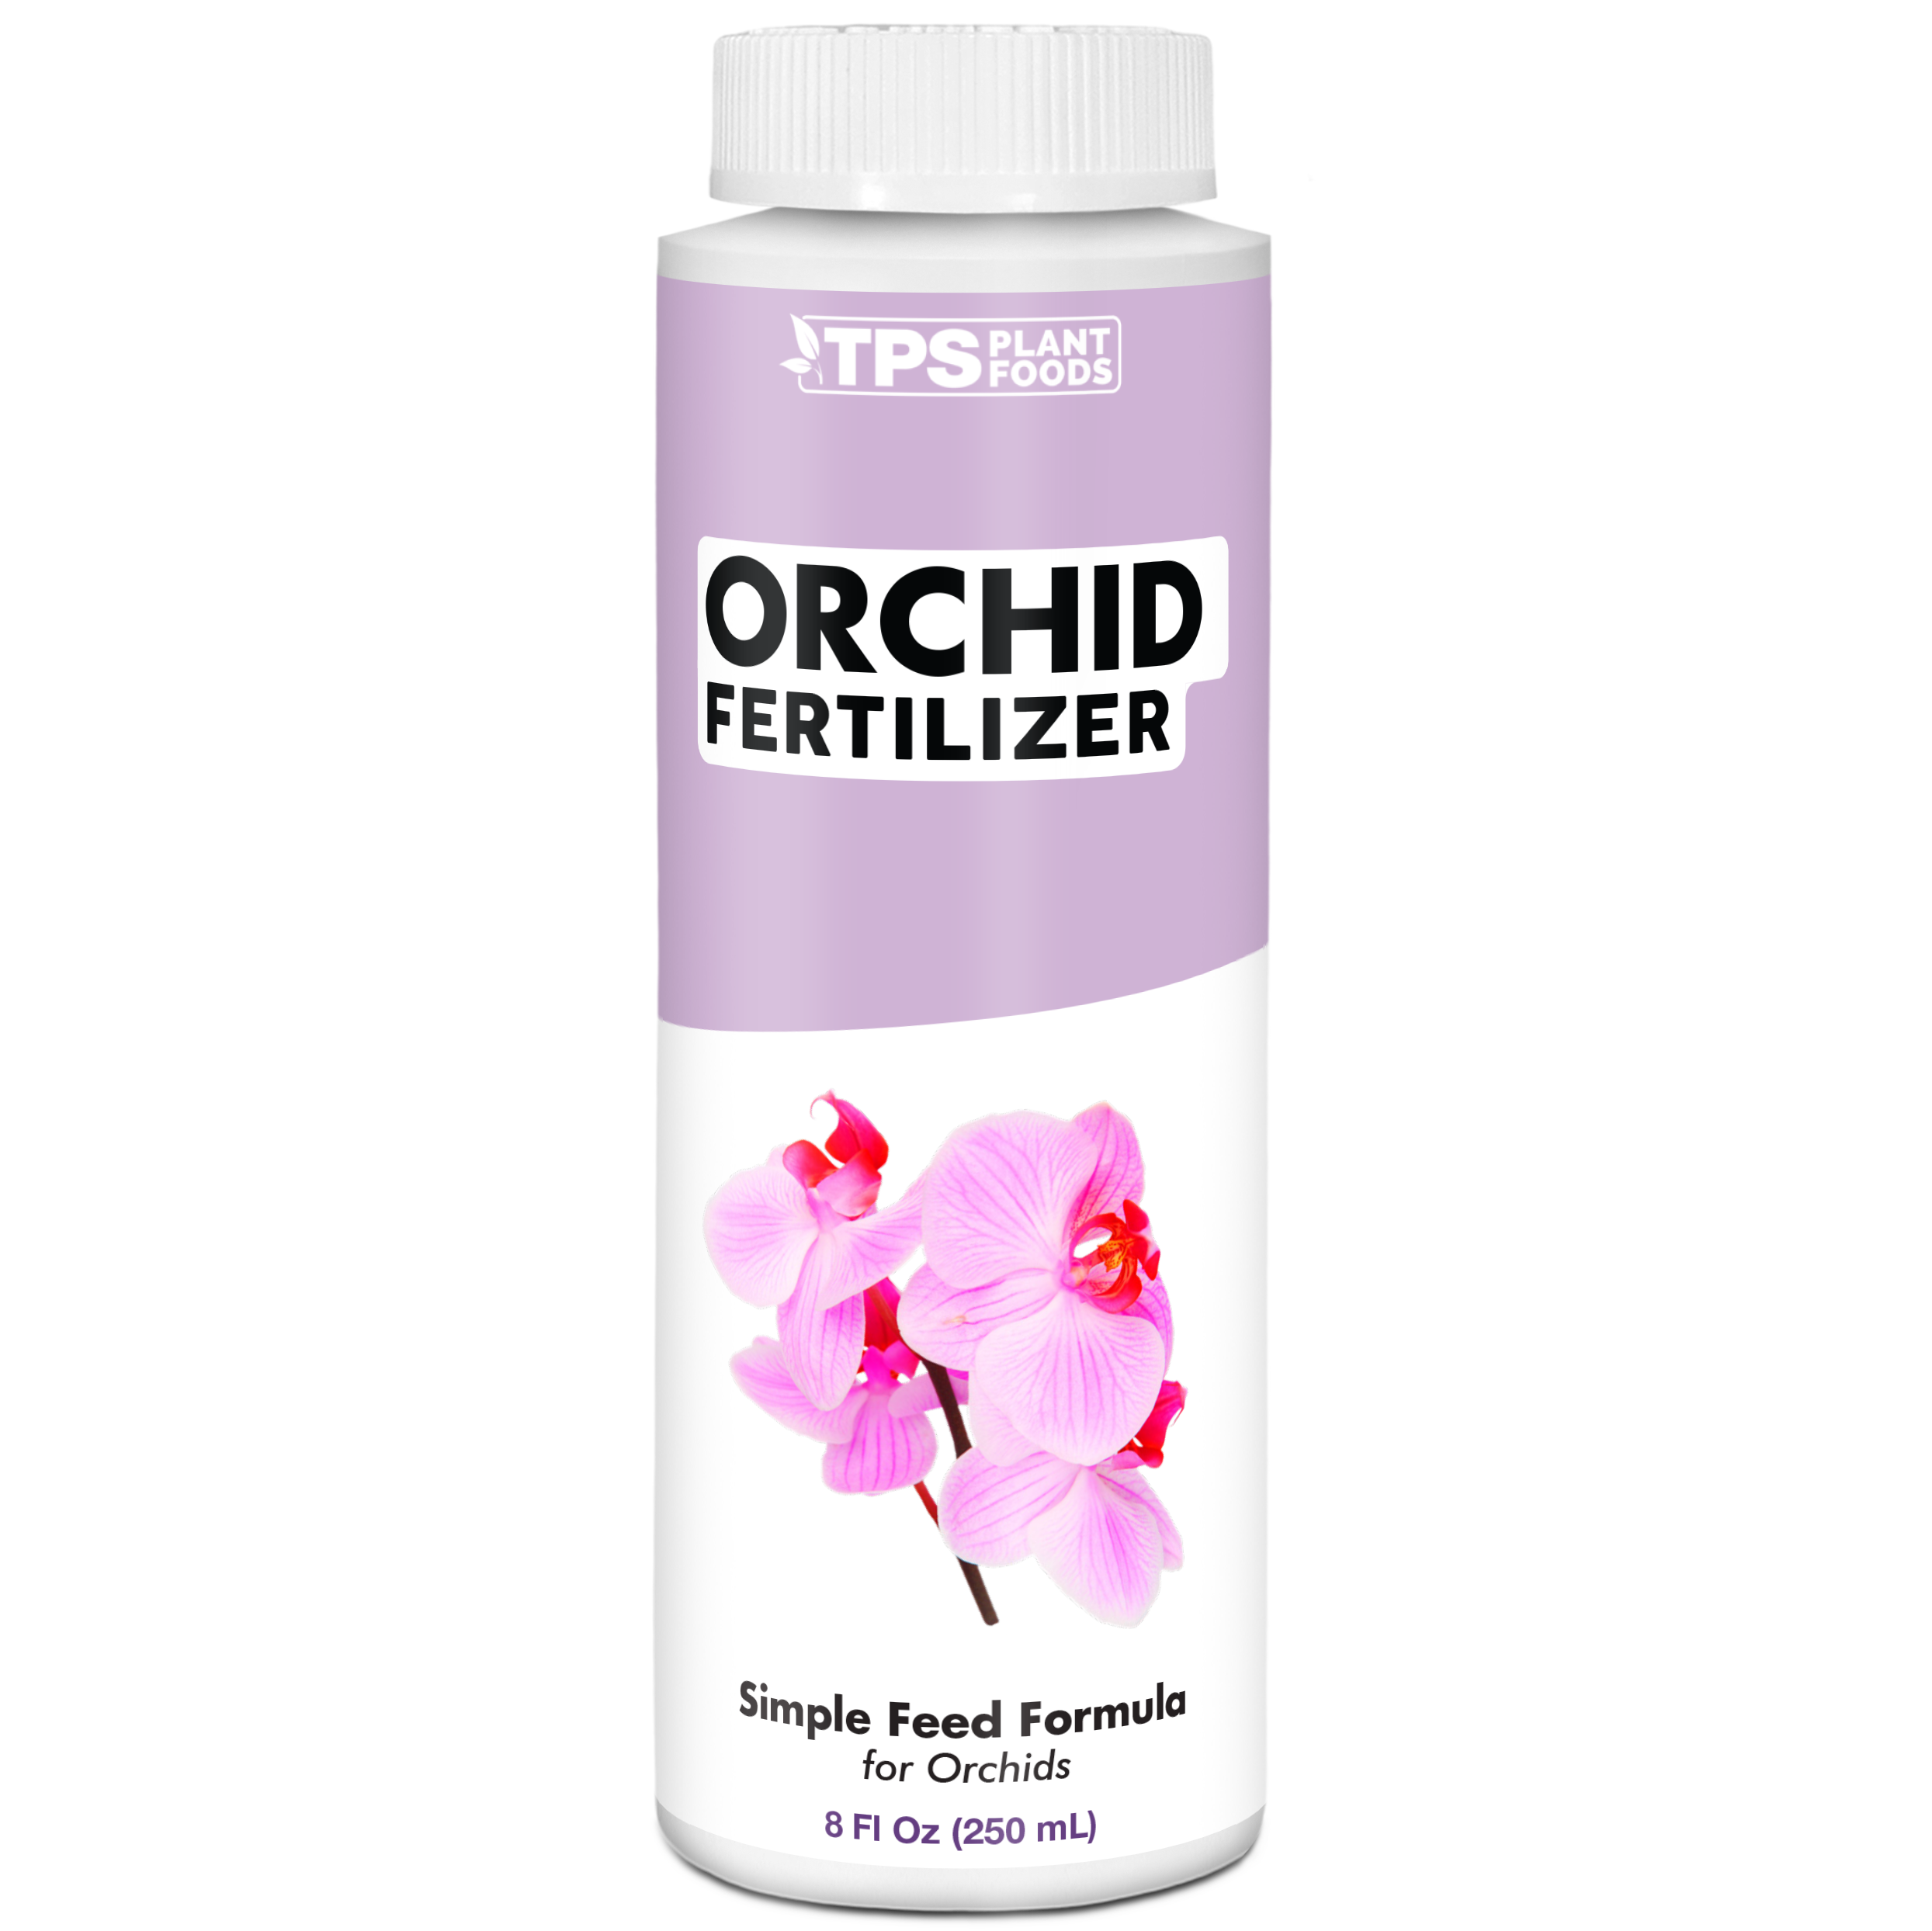 TPS PLANT FOODS
ORCHID
FERTILIZER
Simple Feed Formula
for Orchids
8 Fl Oz (250 mL)